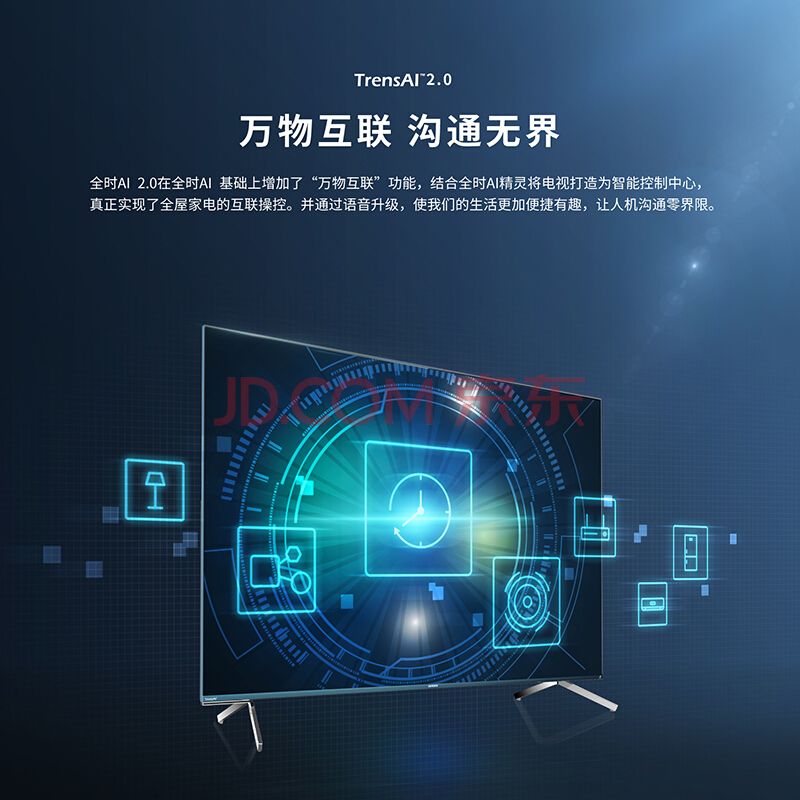 TrensAI™2.0
万物互联 沟通无界
全时AI 2.0在全时AI 基础上增加了“万物互联”功能，结合全时AI精灵将电视打造为智能控制中心，
真正实现了全屋家电的互联操控。并通过语音升级，使我们的生活更加便捷有趣，让人机沟通零界限。
JD.COM 京东